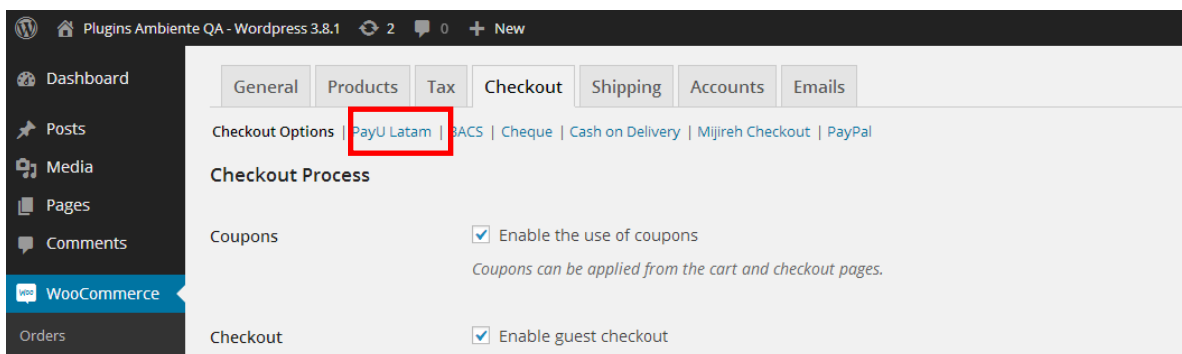 Plugins Ambiente QA - Wordpress 3.8.1 2 0 New
Dashboard
Posts
Media
Pages
Comments
WooCommerce
Orders
General Products Tax Checkout Shipping Accounts Emails
Checkout Options | PayU Latam | BACS | Cheque | Cash on Delivery | Mijireh Checkout | PayPal
Checkout Process
Coupons Enable the use of coupons
Coupons can be applied from the cart and checkout pages.
Checkout Enable guest checkout